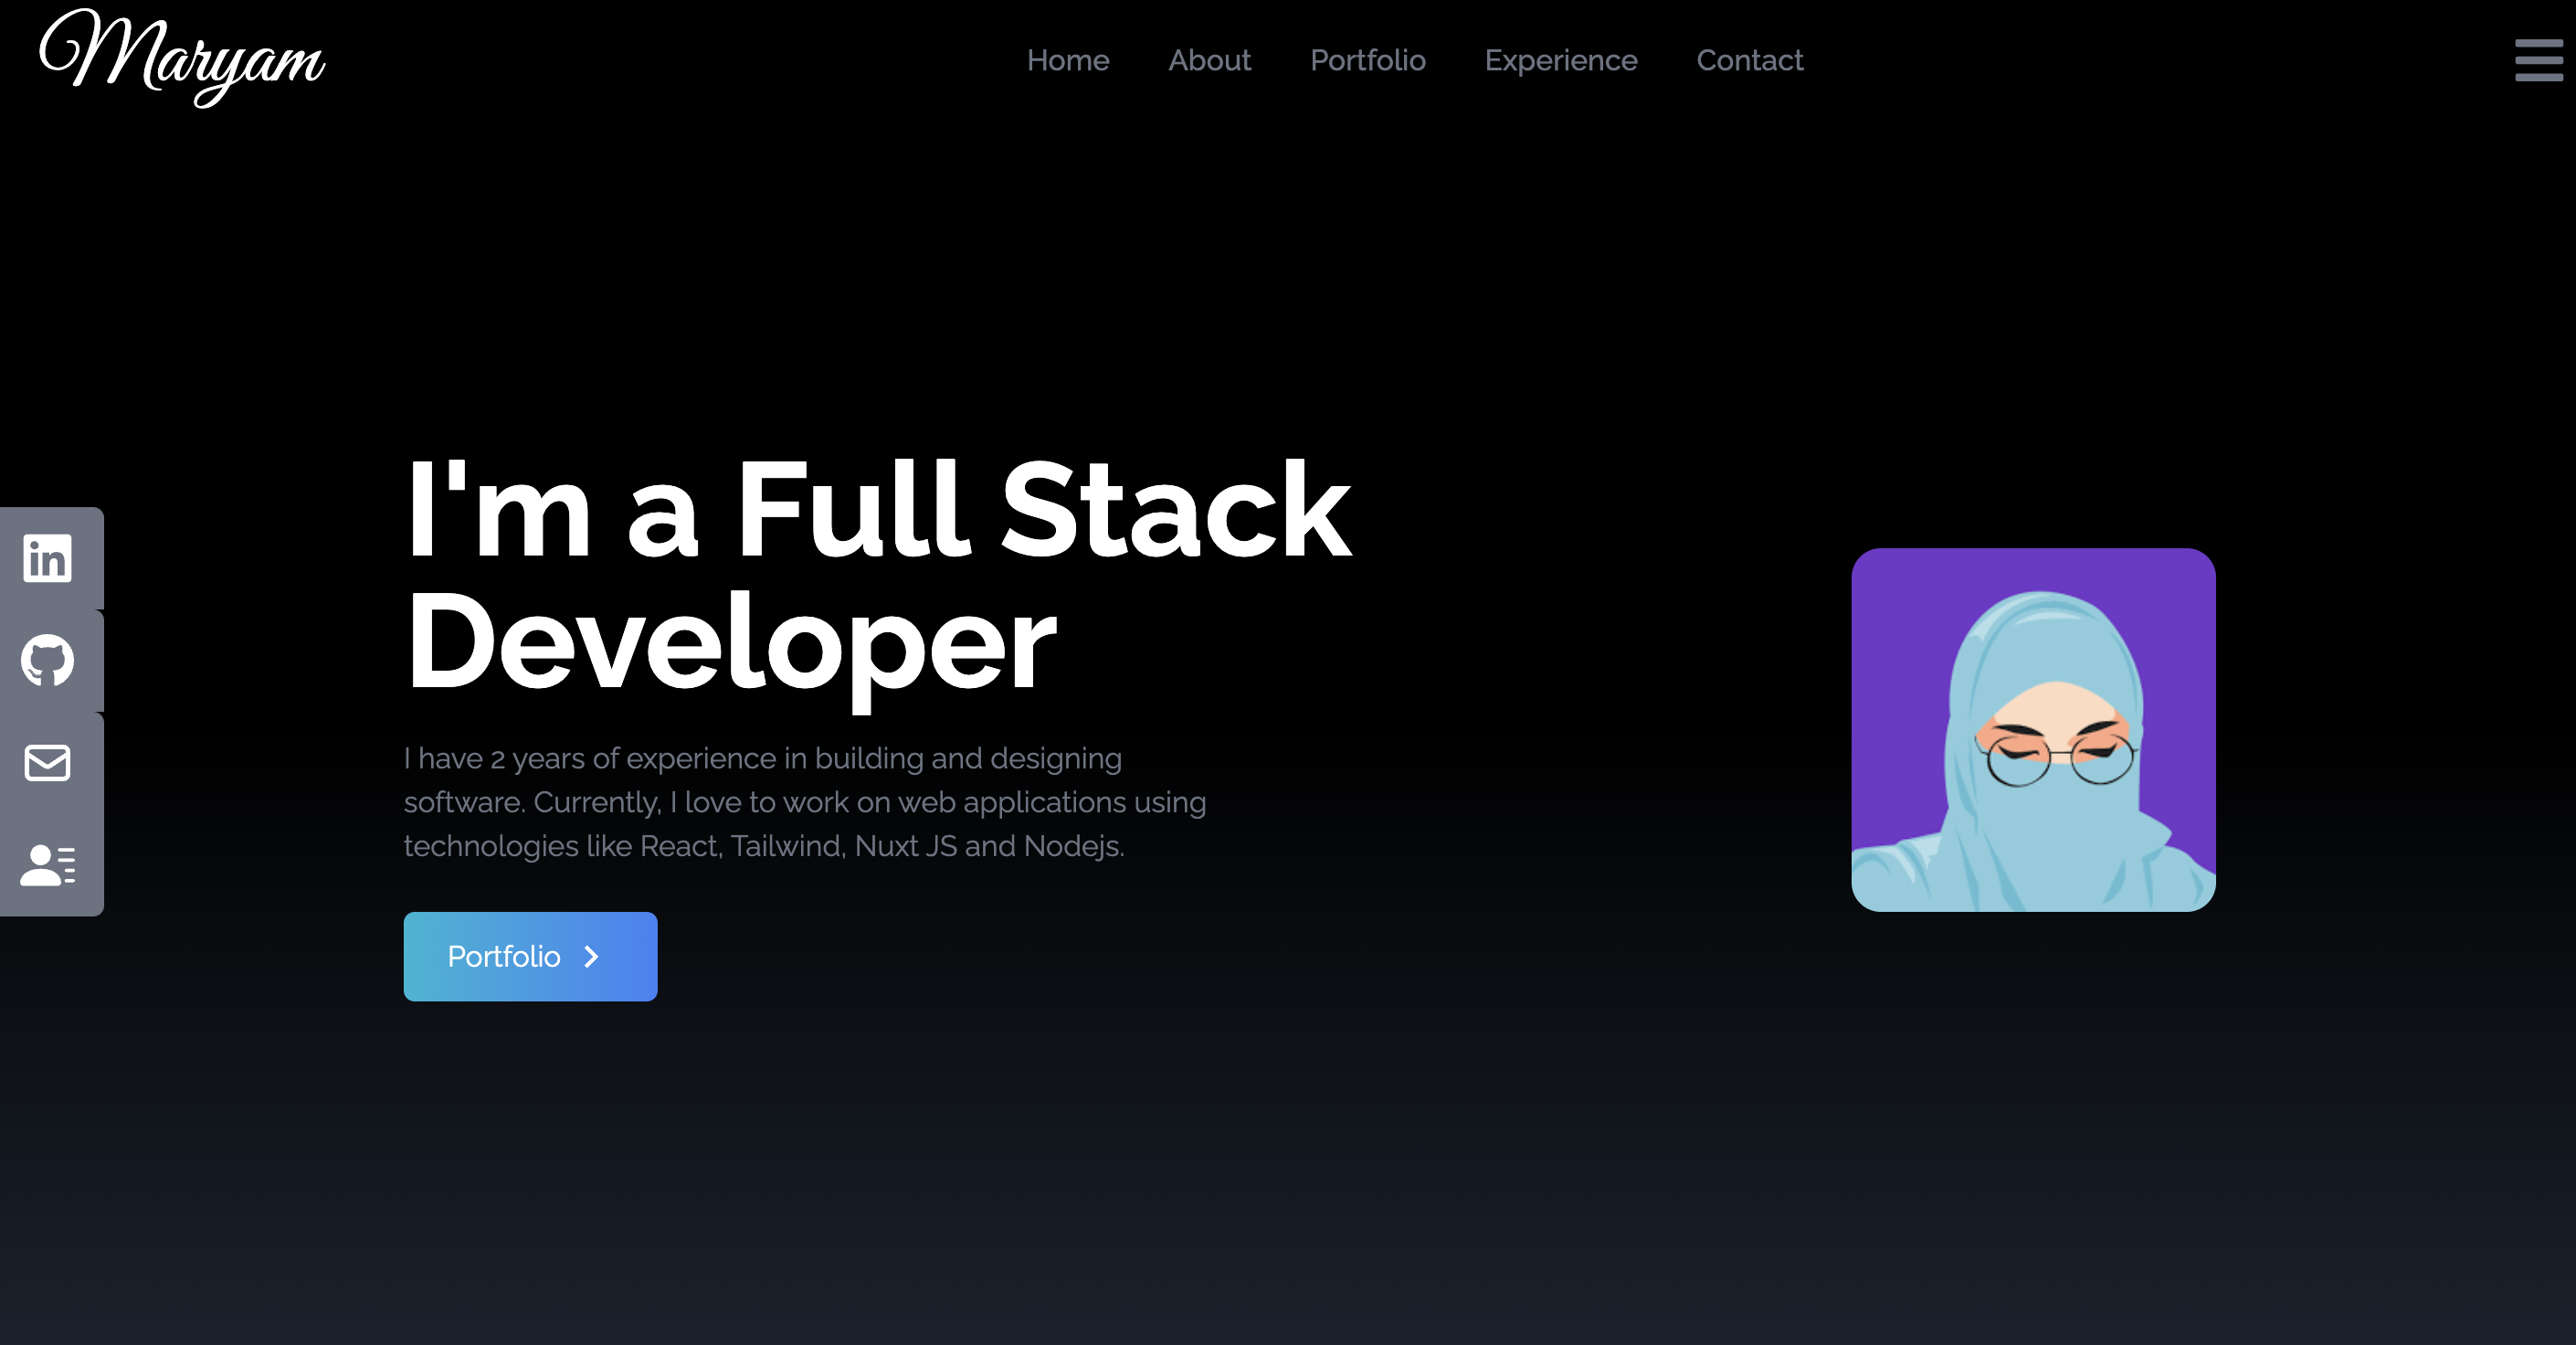 Maryam
Home About Portfolio Experience Contact
I'm a Full Stack
Developer
I have 2 years of experience in building and designing
software. Currently, I love to work on web applications using
technologies like React, Tailwind, Nuxt JS and Nodejs.
Portfolio
in